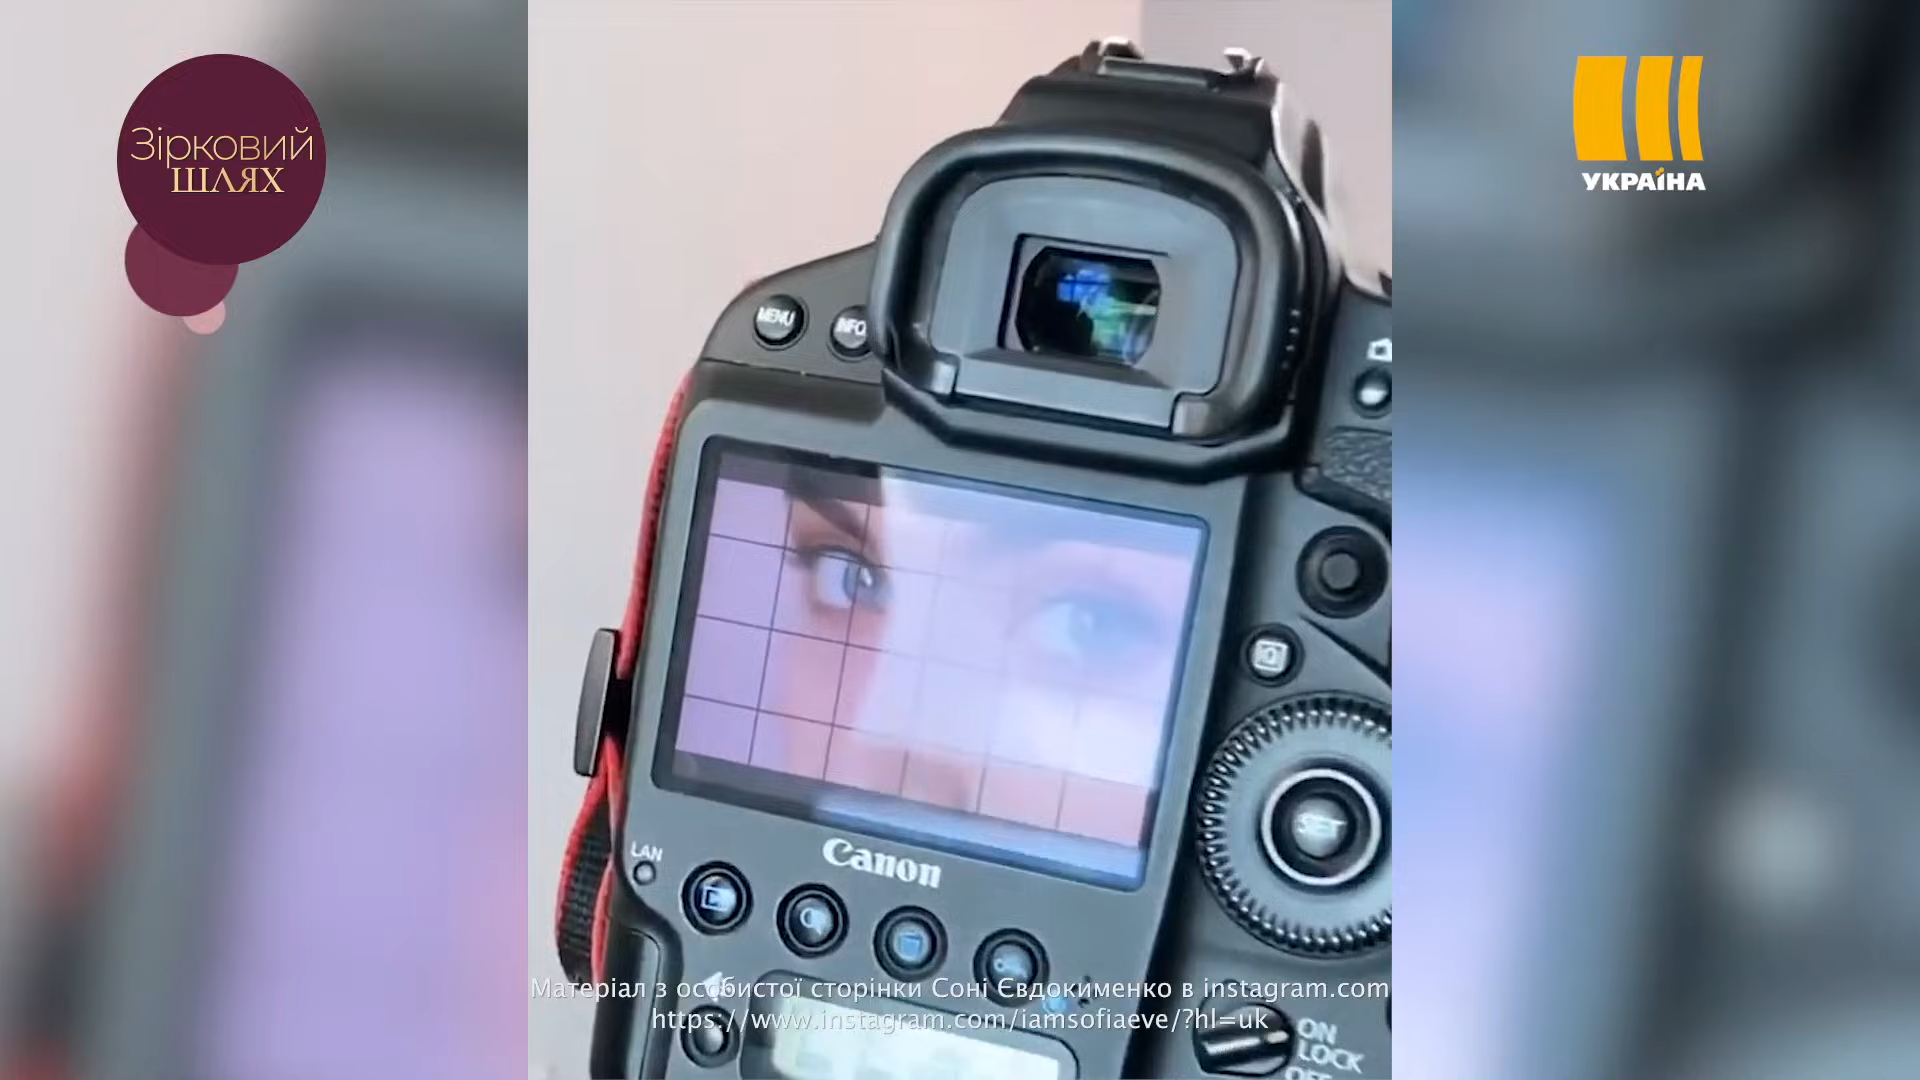 Зірковий
ШЛЯХ
УКРАЇНА
MENU
INFO
SET
LAN
Canon
Матеріал з особистої сторінки Соні Євдокименко в instagram.com
https://www.instagram.com/iamsofiaeve/?hl=uk
ON
LOCK